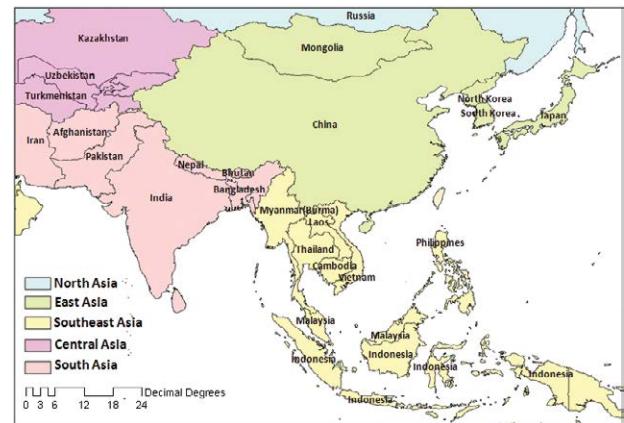 Russia
Kazakhstan
Mongolia
Uzbekistan
Turkmenistan
North Korea
South Korea
Japan
China
Iran
Afghanistan
Pakistan
Nepal
Bhutan
Bangladesh
India
Myanmar(Burma)
Laos
Thailand
Philippines
Cambodia
Vietnam
Malaysia
Malaysia
Indonesia
Indonesia
Indonesia
Indonesia
Indonesia
North Asia
East Asia
Southeast Asia
Central Asia
South Asia
Decimal Degrees
0 3 6 12 18 24